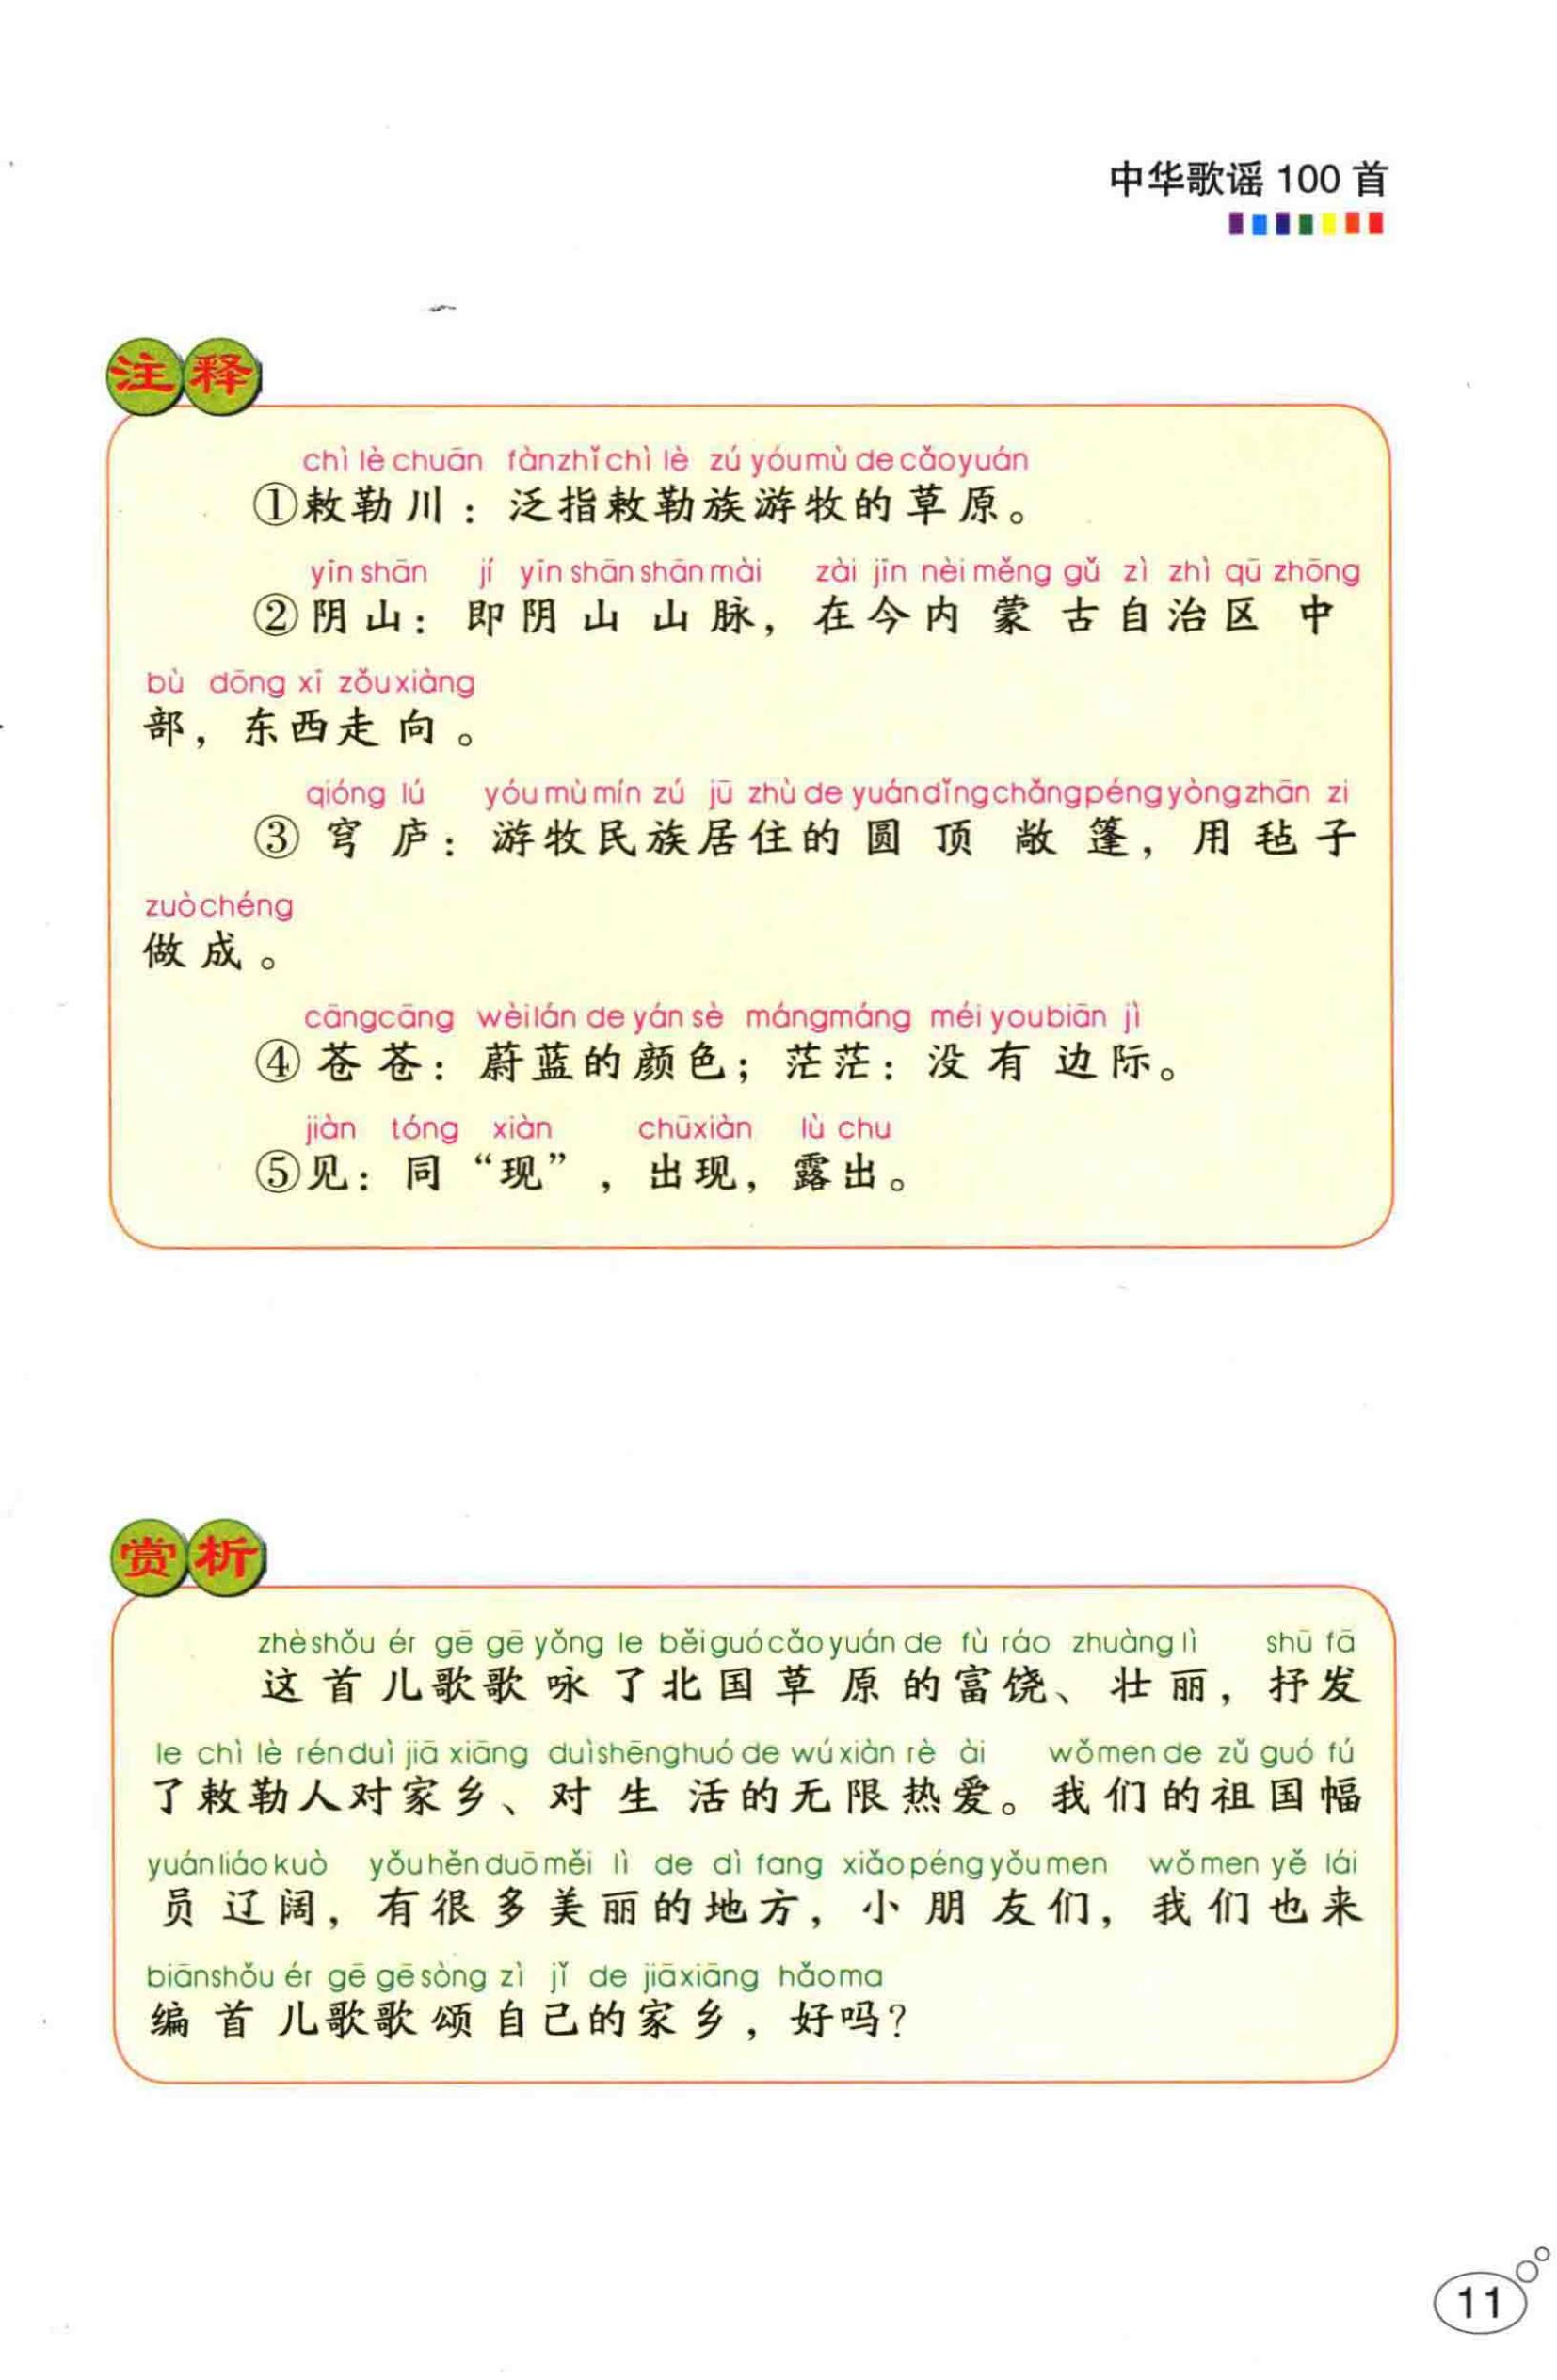 中华歌谣 100 首
注释
chì lè chuān fànzhǐ chì lè zú yóumù de cǎoyuán
①敕勒川：泛指敕勒族游牧的草原。
yīn shān jí yīn shān shān mài zài jīn nèi měng gǔ zì zhì qū zhōng
②阴山：即阴山山脉，在今内蒙古自治区中
bù dōng xī zǒu xiàng
部，东西走向。
qióng lú yóu mù mín zú jū zhù de yuán dǐng chǎng péng yòng zhān zi
③穹庐：游牧民族居住的圆顶敞篷，用毡子
zuò chéng
做成。
cāngcāng wèi lán de yán sè mángmáng méi you biān jì
④苍苍：蔚蓝的颜色；茫茫：没有边际。
jiàn tóng xiàn chūxiàn lù chu
⑤见：同“现”，出现，露出。
赏析
zhè shǒu ér gē gē yǒng le běi guó cǎo yuán de fù ráo zhuàng lì shū fā
这首儿歌歌咏了北国草原的富饶、壮丽，抒发
le chì lè rén duì jiā xiāng duì shēng huó de wú xiàn rè ài wǒ men de zǔ guó fú
了敕勒人对家乡、对生活的无限热爱。我们的祖国幅
yuán liáo kuò yǒu hěn duō měi lì de dì fang xiǎo péng yǒu men wǒ men yě lái
员辽阔，有很多美丽的地方，小朋友们，我们也来
biān shǒu ér gē gē sòng zì jǐ de jiā xiāng hǎo ma
编首儿歌歌颂自己的家乡，好吗？
11